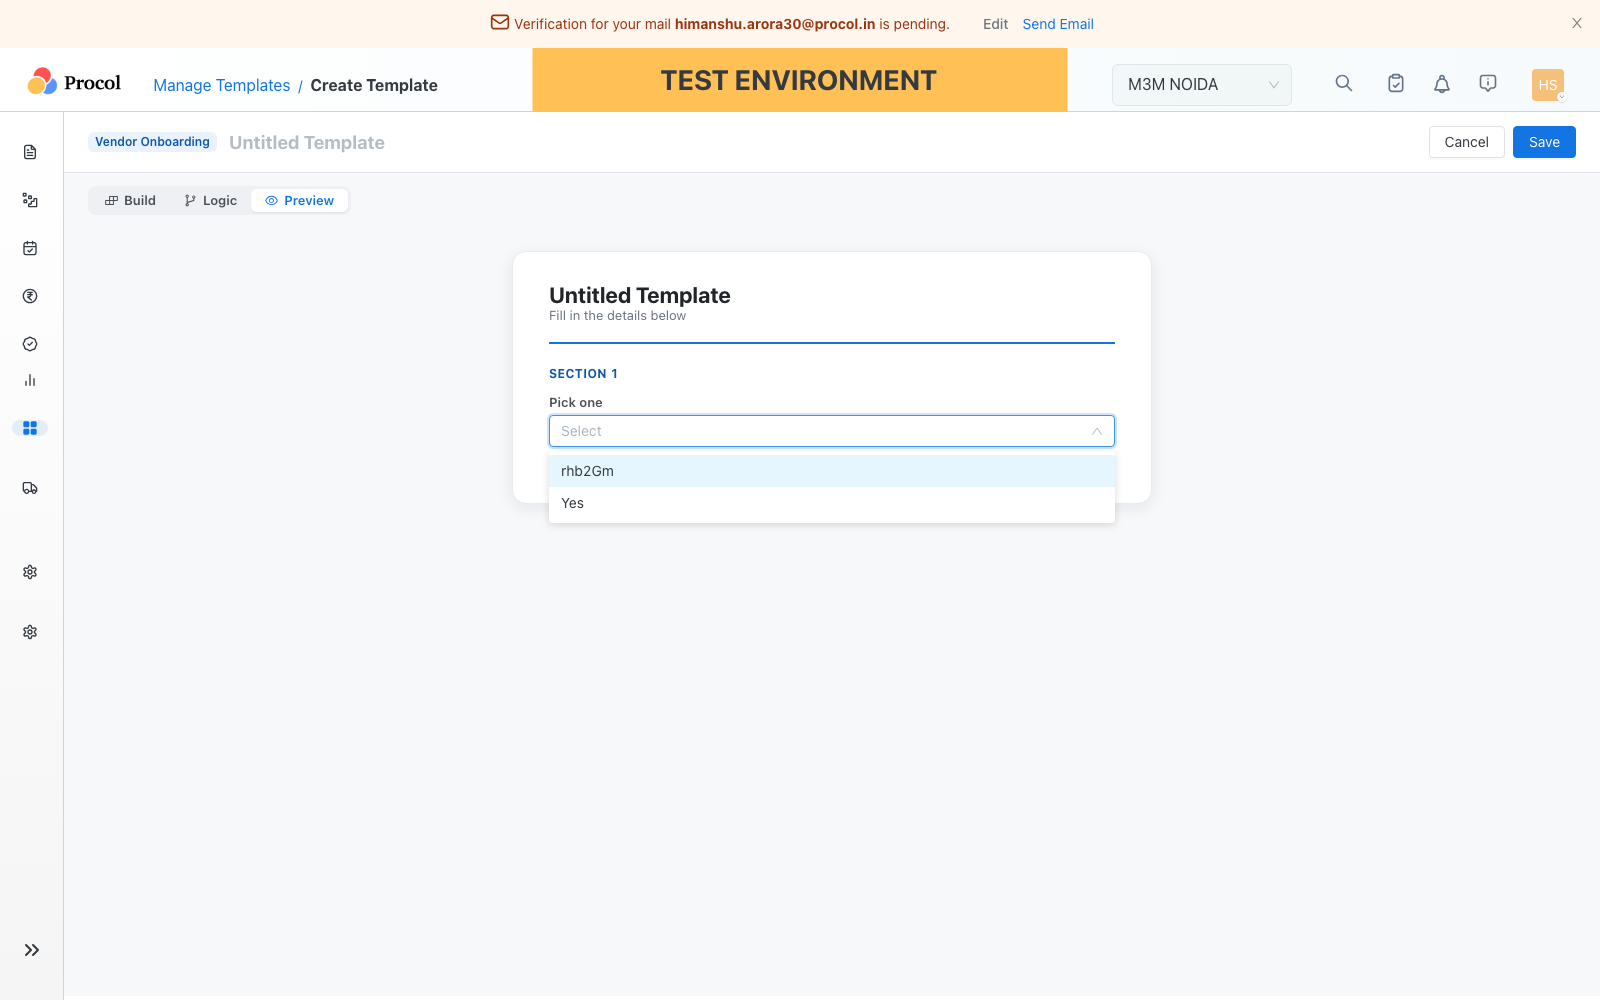 Verification for your mail himanshu.arora30@procol.in is pending. Edit Send Email
Procol
Manage Templates / Create Template
TEST ENVIRONMENT
M3M NOIDA
HS
Vendor Onboarding Untitled Template
Cancel Save
Build Logic Preview
Untitled Template
Fill in the details below
SECTION 1
Pick one
Select
rhb2Gm
Yes